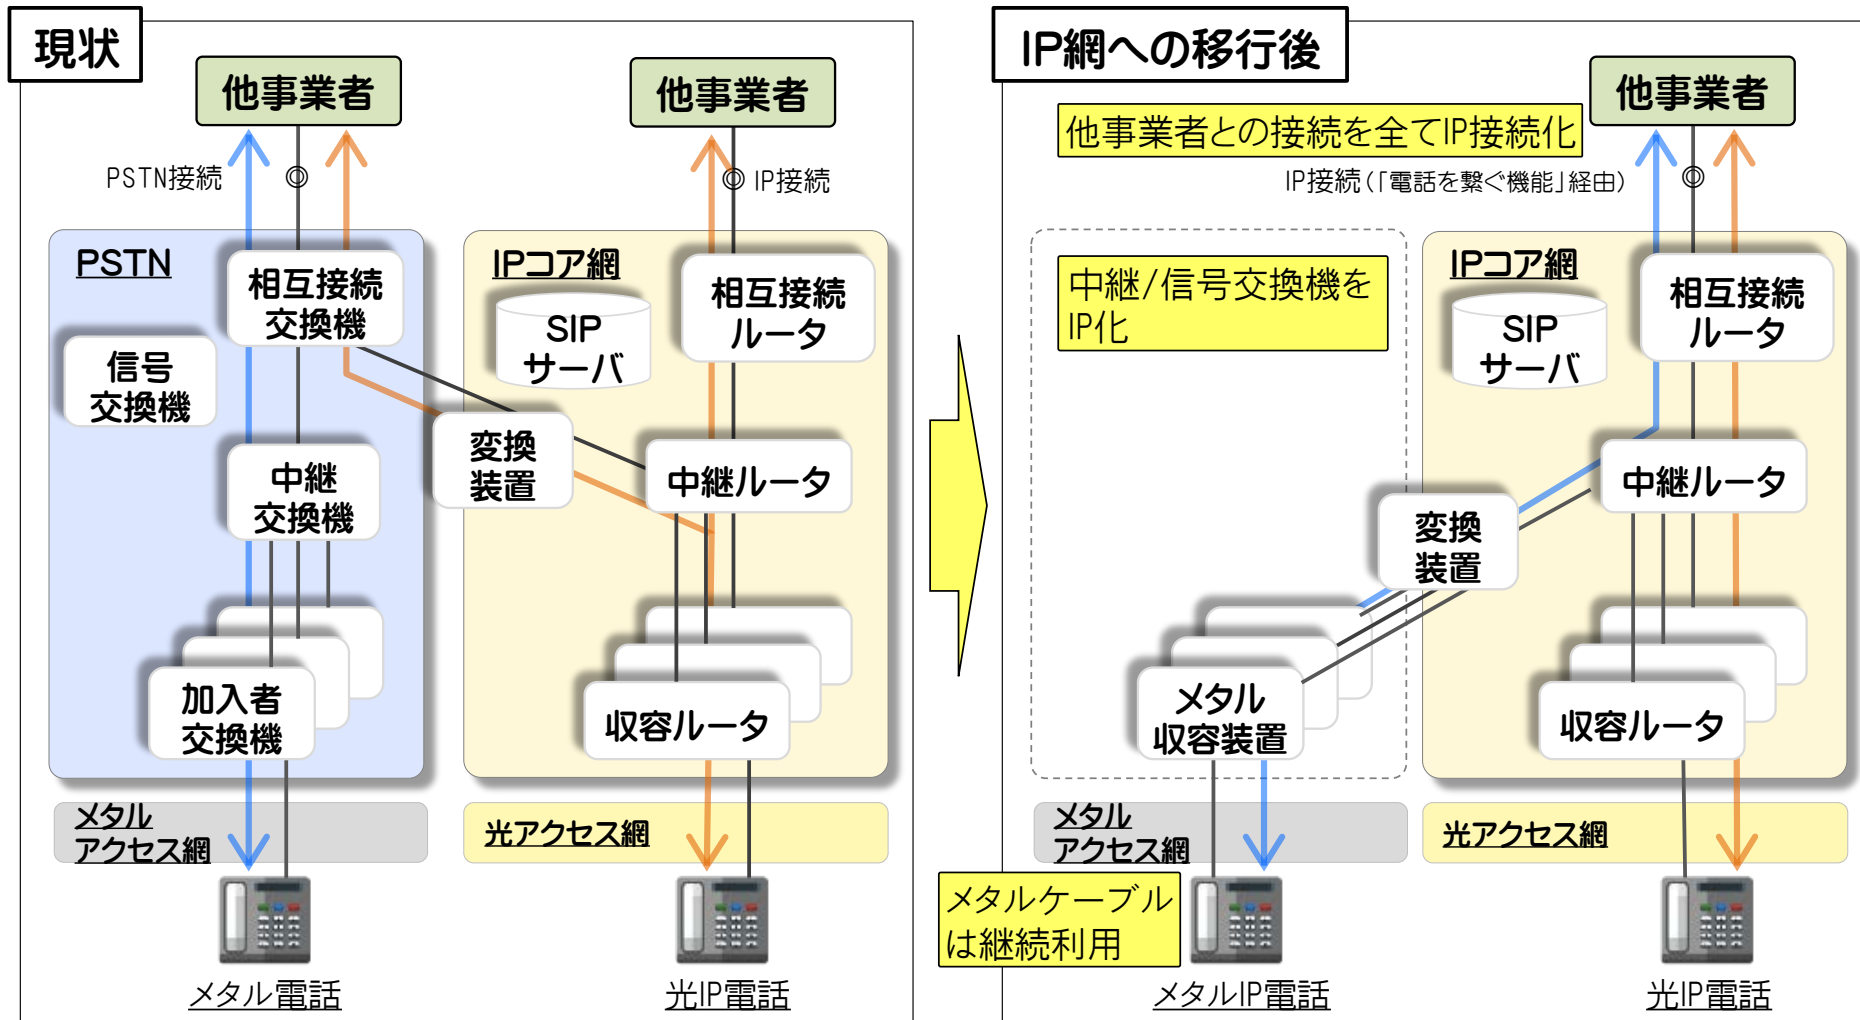 現状
他事業者
他事業者
PSTN接続
◎
◎ IP接続
PSTN
相互接続
交換機
信号
交換機
中継
交換機
加入者
交換機
変換
装置
IPコア網
SIP
サーバ
相互接続
ルータ
中継ルータ
収容ルータ
メタル
アクセス網
光アクセス網
メタル電話
光IP電話
IP網への移行後
他事業者
他事業者との接続を全てIP接続化
IP接続(「電話を繋ぐ機能」経由)
◎
中継/信号交換機を
IP化
IPコア網
SIP
サーバ
相互接続
ルータ
中継ルータ
変換
装置
メタル
収容装置
収容ルータ
メタル
アクセス網
光アクセス網
メタルケーブル
は継続利用
メタルIP電話
光IP電話